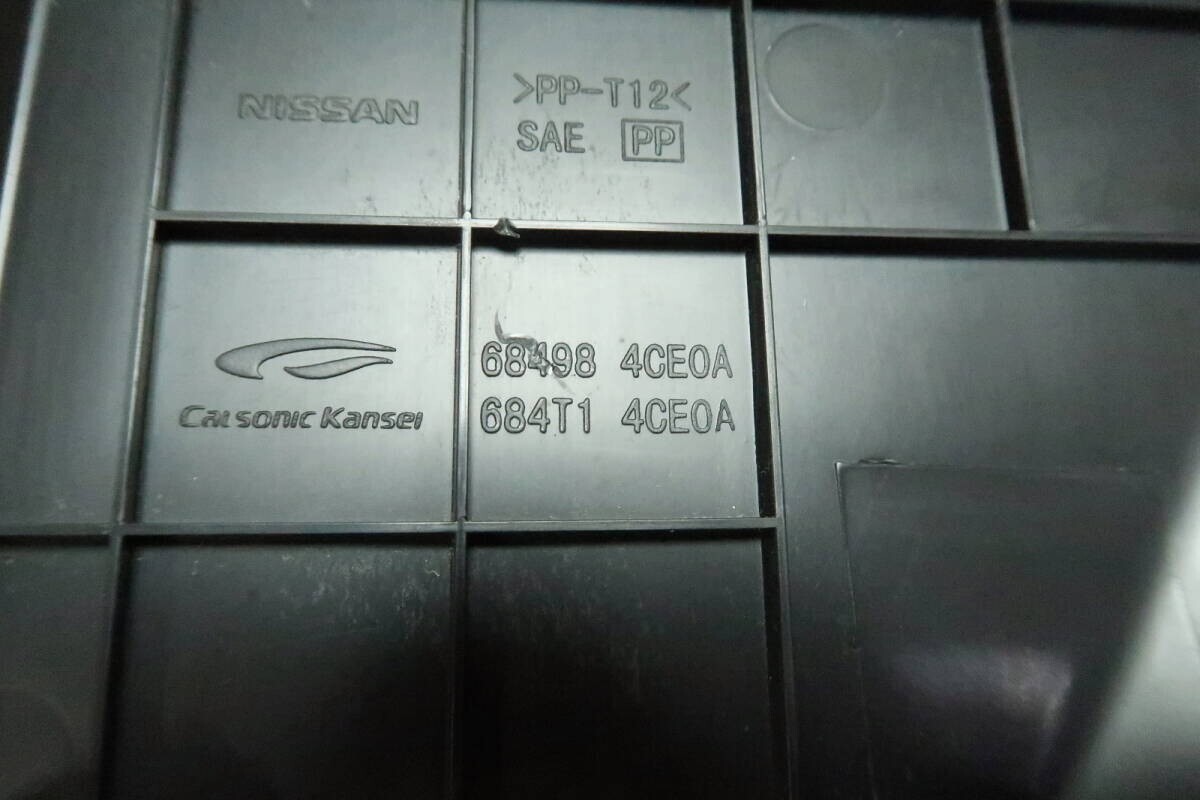 NISSAN
>PP-T12<
SAE PP
Calsonic Kansei
68498 4CE0A
684T1 4CE0A